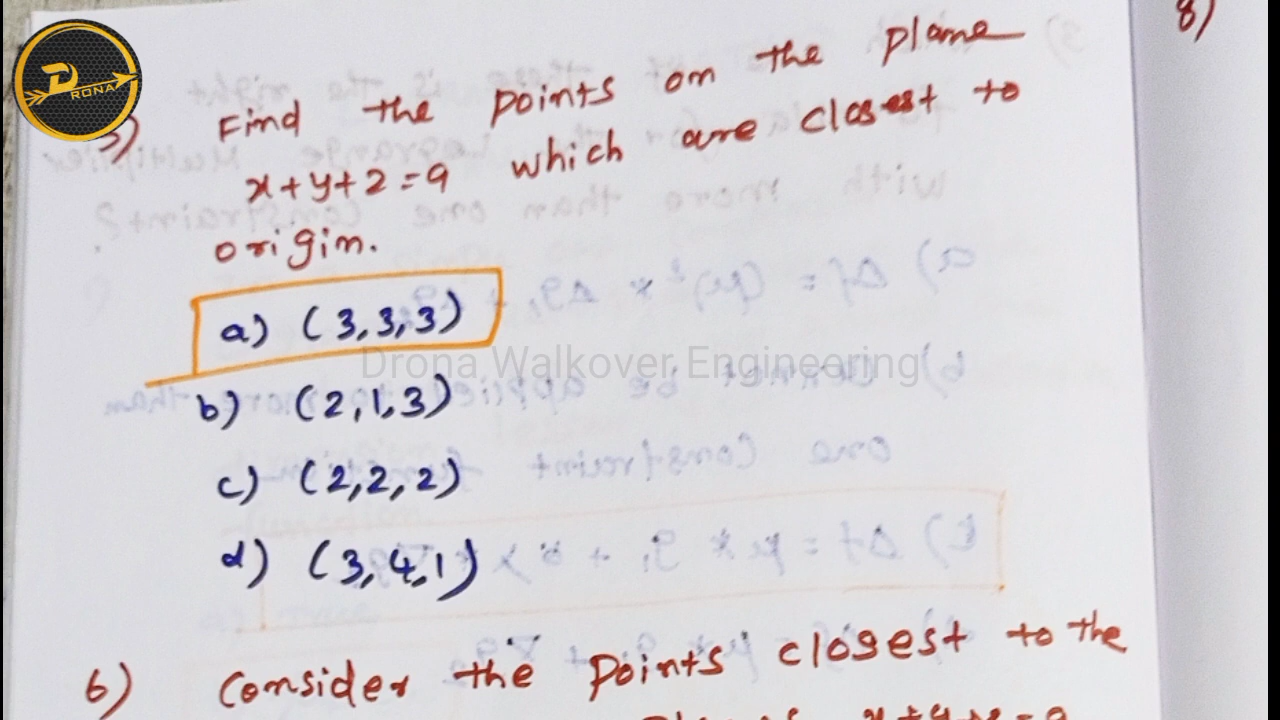 DRONA
8)
5) Find the points on the plane
x+y+z=9 which are closest to
origin.
a) (3,3,3)
Drona Walkover Engineering
b) (2,1,3)
c) (2,2,2)
d) (3,4,1)
6) Consider the points closest to the